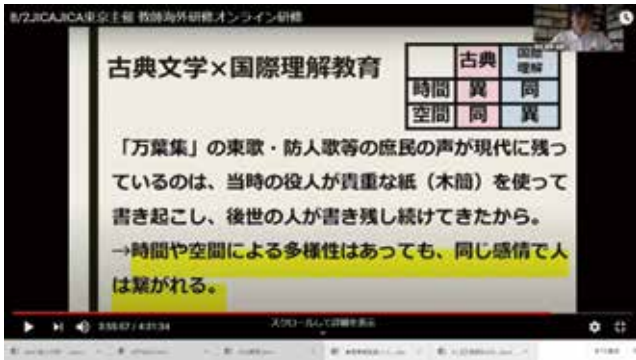 8/2JICAJICA東京主催 教師海外研修オンライン研修
古典文学×国際理解教育
古典 国際理解
時間 異 同
空間 同 異
「万葉集」の東歌・防人歌等の庶民の声が現代に残っ
ているのは、当時の役人が貴重な紙（木簡）を使って
書き起こし、後世の人が書き残し続けてきたから。
→時間や空間による多様性はあっても、同じ感情で人
は繋がれる。
3:55:57 / 4:31:34
スクロールして詳細を表示